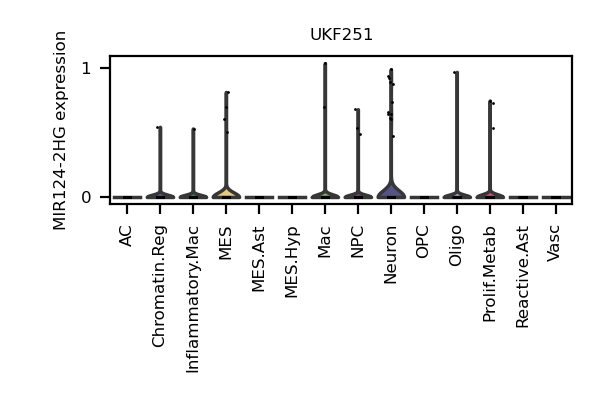 UKF251
MIR124-2HG expression
1
0
AC
Chromatin.Reg
Inflammatory.Mac
MES
MES.Ast
MES.Hyp
Mac
NPC
Neuron
OPC
Oligo
Prolif.Metab
Reactive.Ast
Vasc